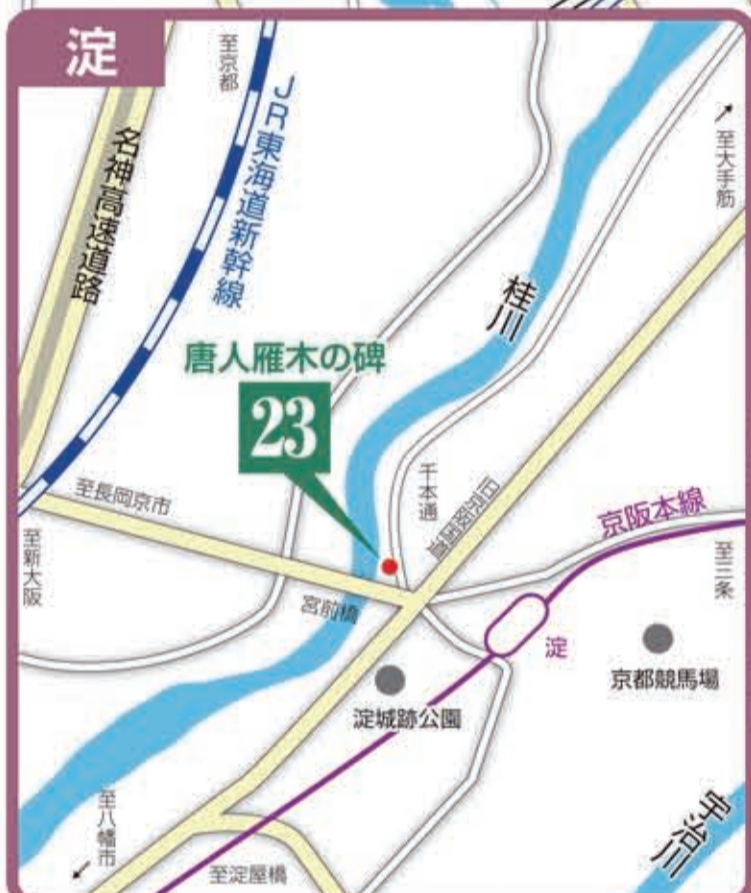 淀
至京都
JR東海道新幹線
名神高速道路
至大手筋
桂川
唐人雁木の碑
23
至長岡京市
千本通
旧京阪国道
京阪本線
至新大阪
宮前橋
至三条
淀
京都競馬場
淀城跡公園
至八幡市
至淀屋橋
宇治川